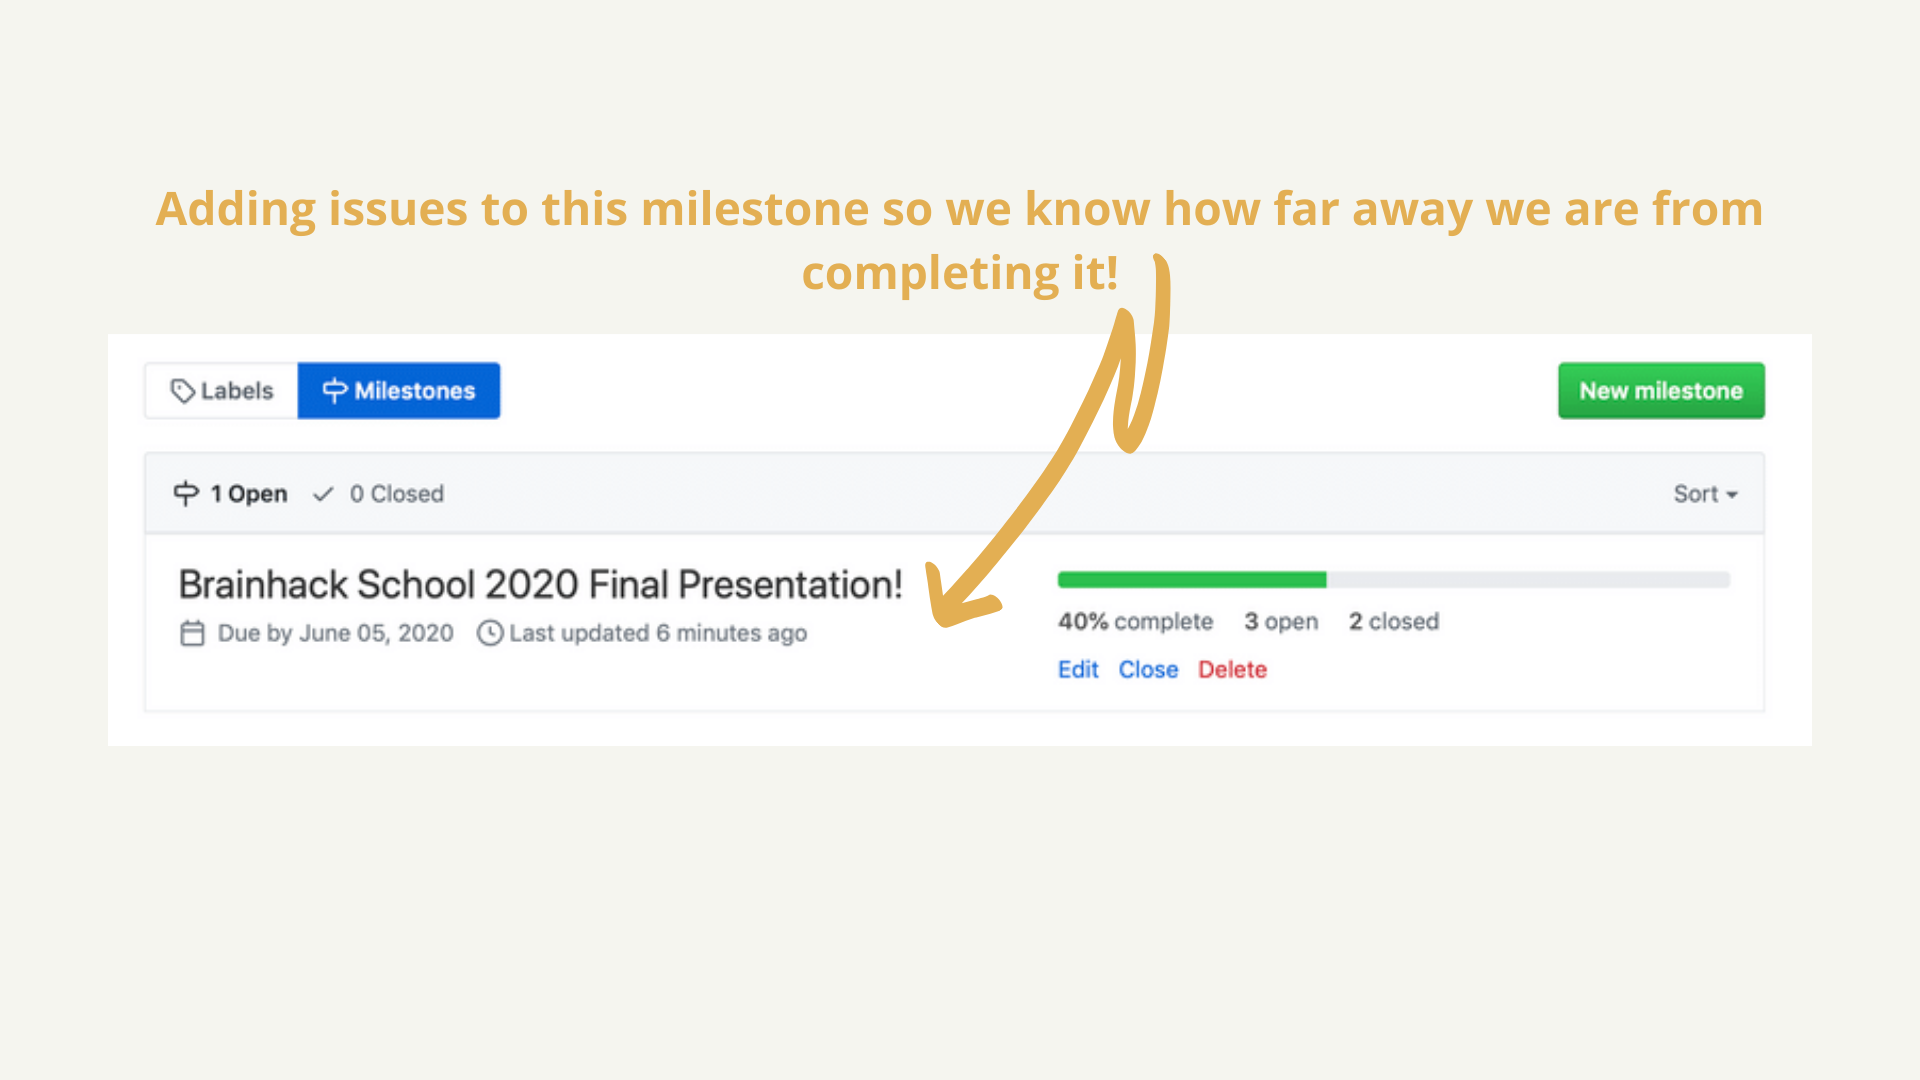 Adding issues to this milestone so we know how far away we are from
completing it!
Labels Milestones New milestone
1 Open 0 Closed Sort
Brainhack School 2020 Final Presentation!
Due by June 05, 2020 Last updated 6 minutes ago
40% complete 3 open 2 closed
Edit Close Delete